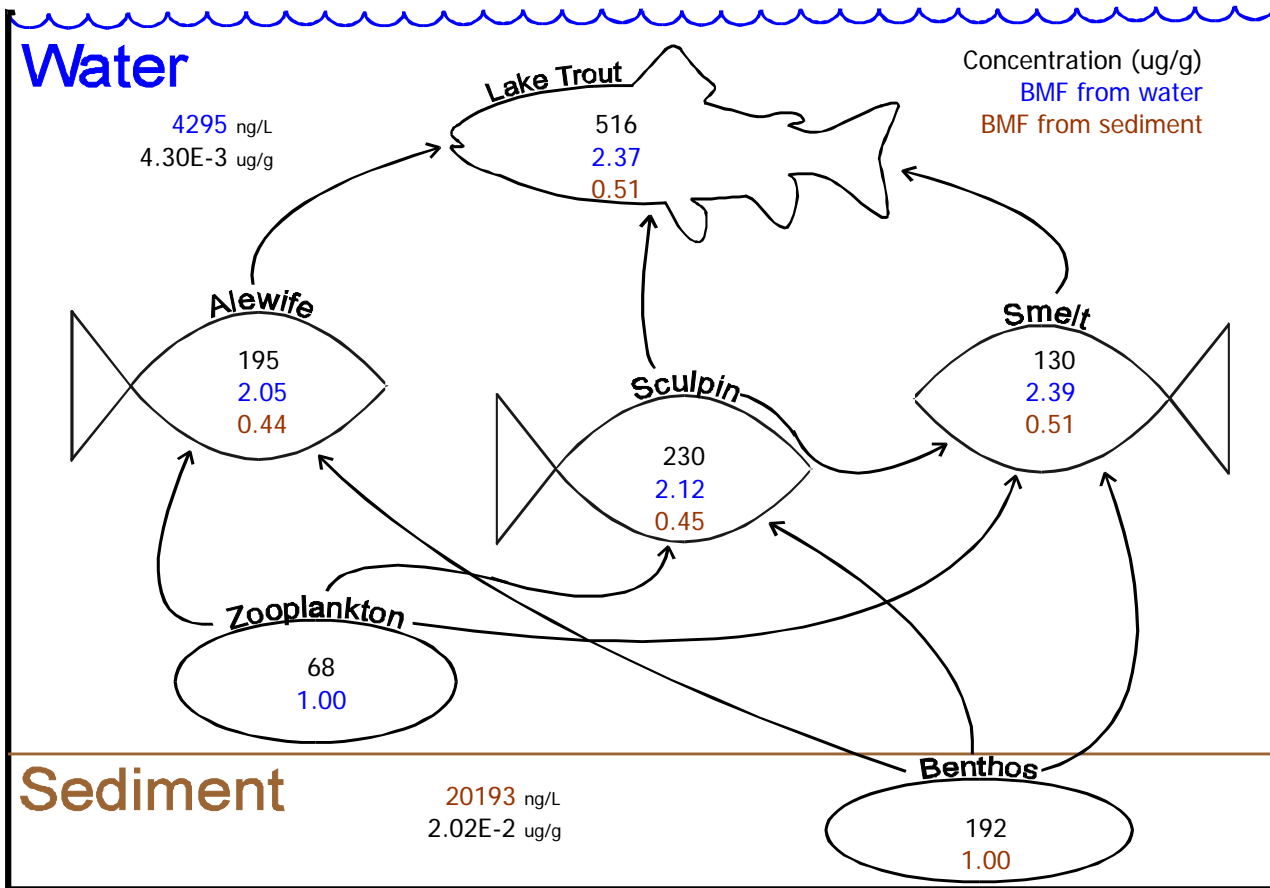 Water
4295 ng/L
4.30E-3 ug/g
Concentration (ug/g)
BMF from water
BMF from sediment
Lake Trout
516
2.37
0.51
Alewife
195
2.05
0.44
Sculpin
230
2.12
0.45
Smelt
130
2.39
0.51
Zooplankton
68
1.00
Sediment
20193 ng/L
2.02E-2 ug/g
Benthos
192
1.00